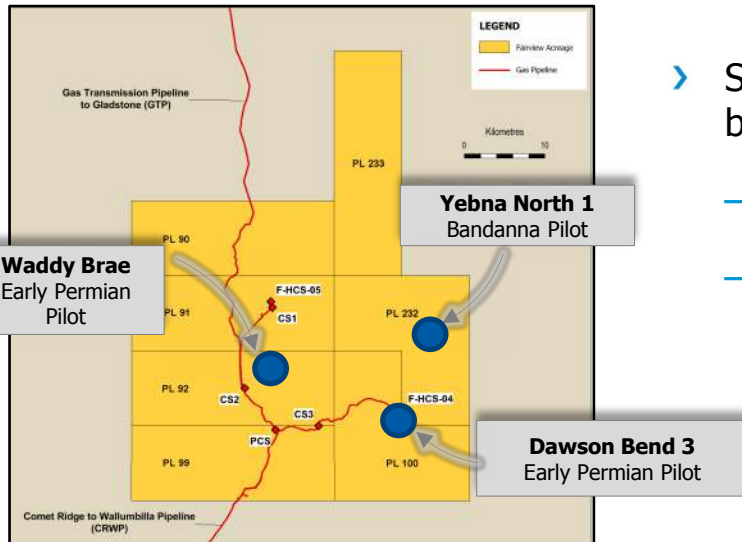 LEGEND
Fairview Acreage
Gas Pipeline
Gas Transmission Pipeline
to Gladstone (GTP)
Kilometres
0 10
PL 233
Yebna North 1
Bandanna Pilot
PL 90
Waddy Brae
Early Permian
Pilot
F-HCS-05
CS1
PL 91
PL 232
PL 92
CS2
CS3
F-HCS-04
PCS
PL 99
PL 100
Dawson Bend 3
Early Permian Pilot
Comet Ridge to Wallumbilla Pipeline
(CRWP)
› S
b
–
–